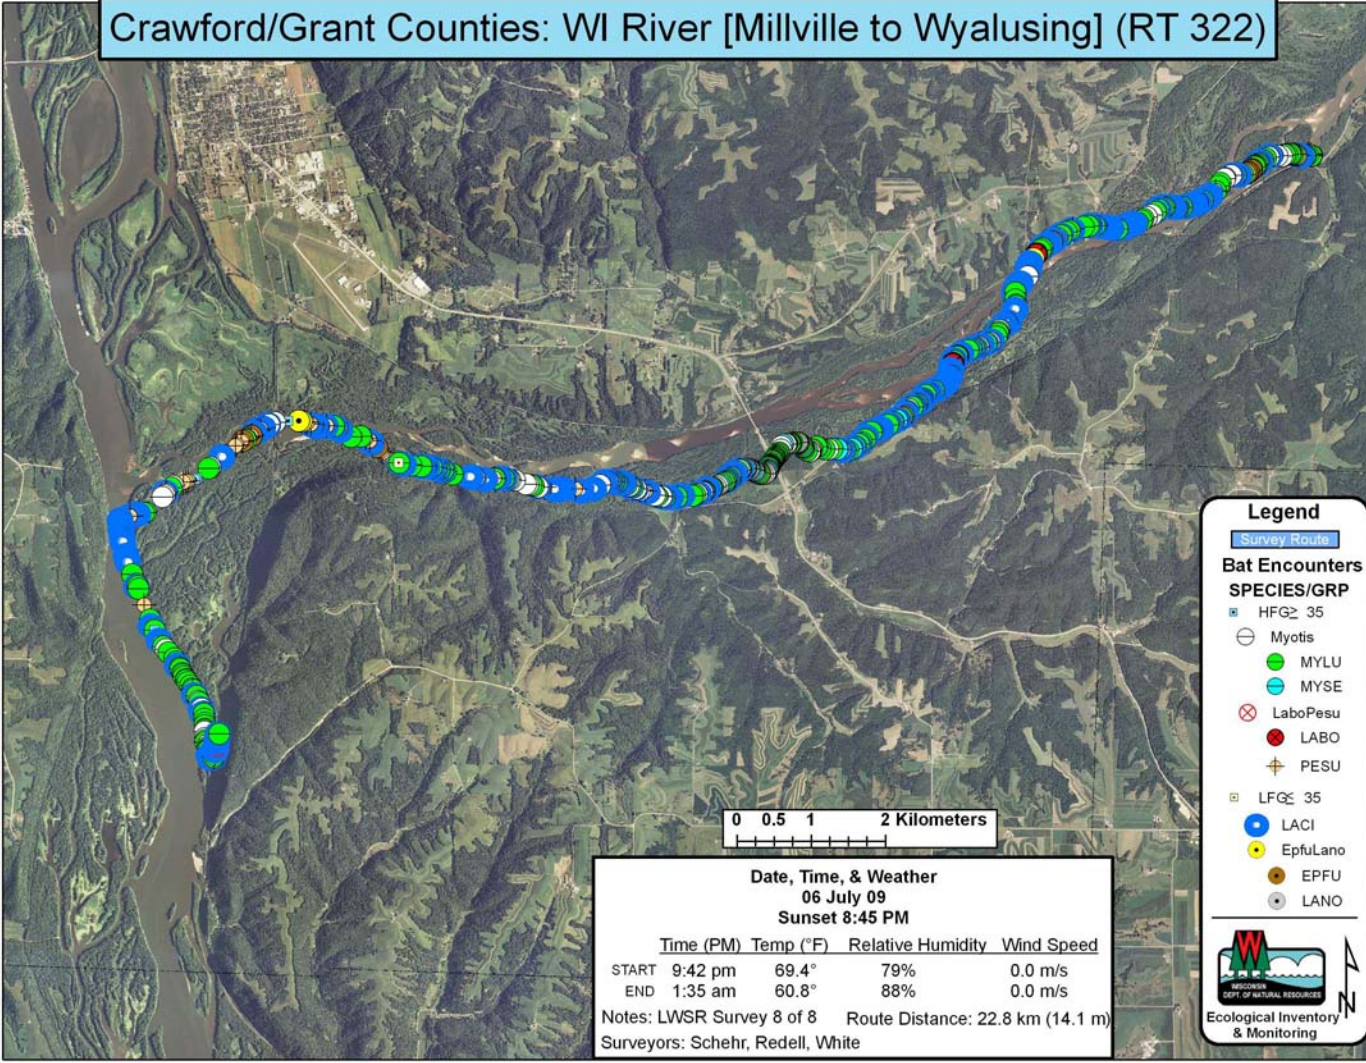 Crawford/Grant Counties: WI River [Millville to Wyalusing] (RT 322)
Legend
Survey Route
Bat Encounters
SPECIES/GRP
HFG≥ 35
Myotis
MYLU
MYSE
LaboPesu
LABO
PESU
LFG≤ 35
LACI
EpfuLano
EPFU
LANO
0 0.5 1 2 Kilometers
Date, Time, & Weather
06 July 09
Sunset 8:45 PM
Time (PM) Temp (°F) Relative Humidity Wind Speed
START 9:42 pm 69.4° 79% 0.0 m/s
END 1:35 am 60.8° 88% 0.0 m/s
Notes: LWSR Survey 8 of 8 Route Distance: 22.8 km (14.1 m)
Surveyors: Schehr, Redell, White
W
WISCONSIN
DEPT. OF NATURAL RESOURCES
Ecological Inventory
& Monitoring
N